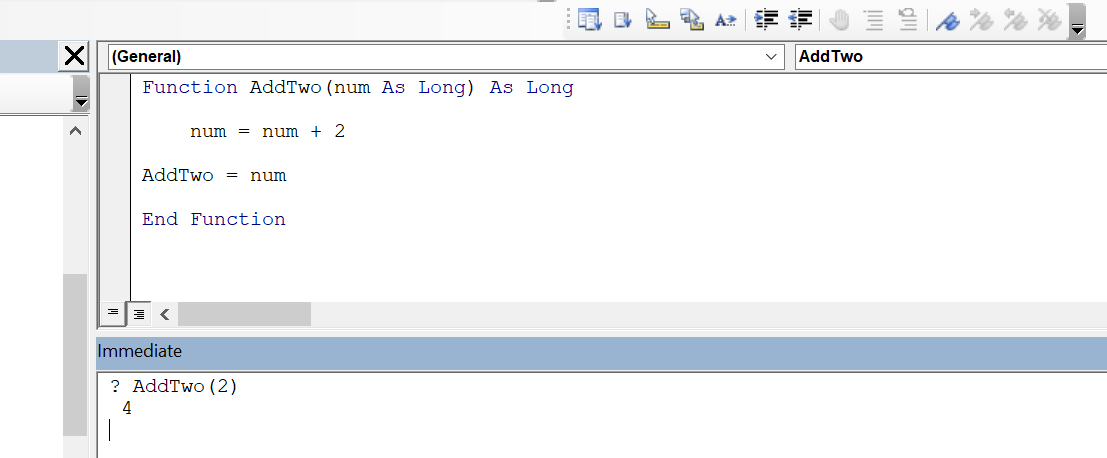 (General)
AddTwo
Function AddTwo(num As Long) As Long
num = num + 2
AddTwo = num
End Function
Immediate
? AddTwo(2)
4